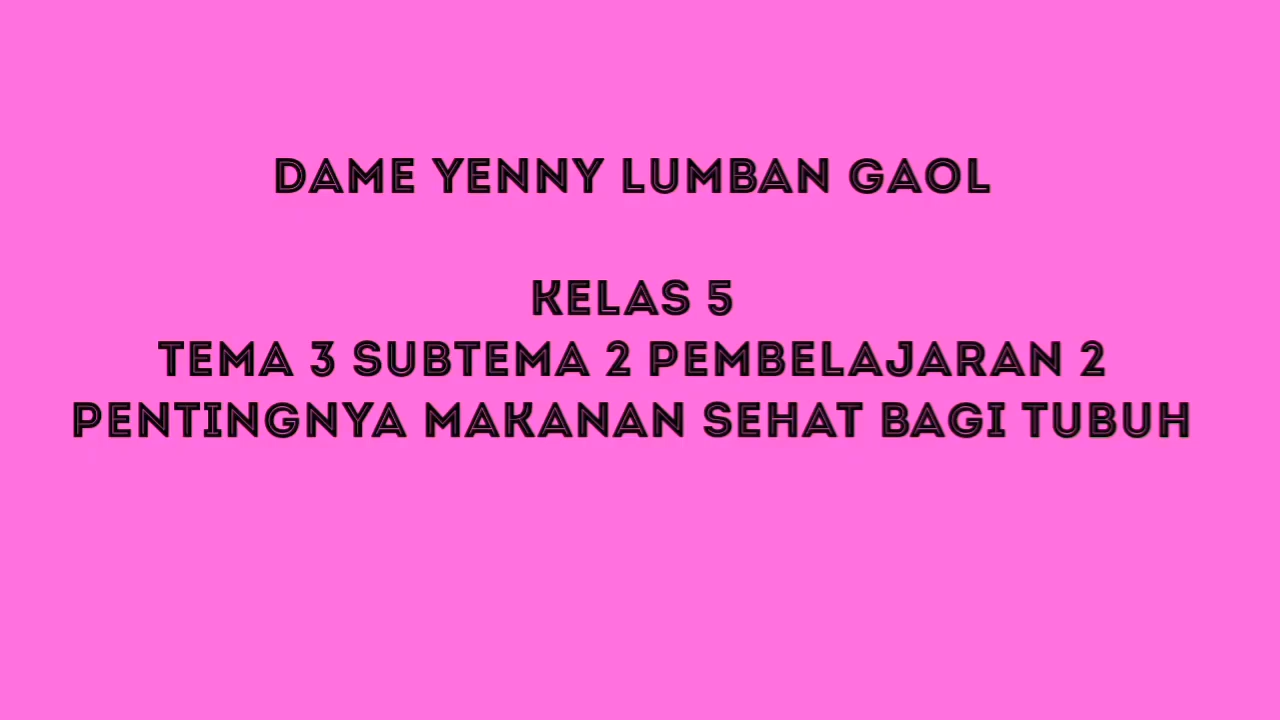 DAME YENNY LUMBAN GAOL
KELAS 5
TEMA 3 SUBTEMA 2 PEMBELAJARAN 2
PENTINGNYA MAKANAN SEHAT BAGI TUBUH